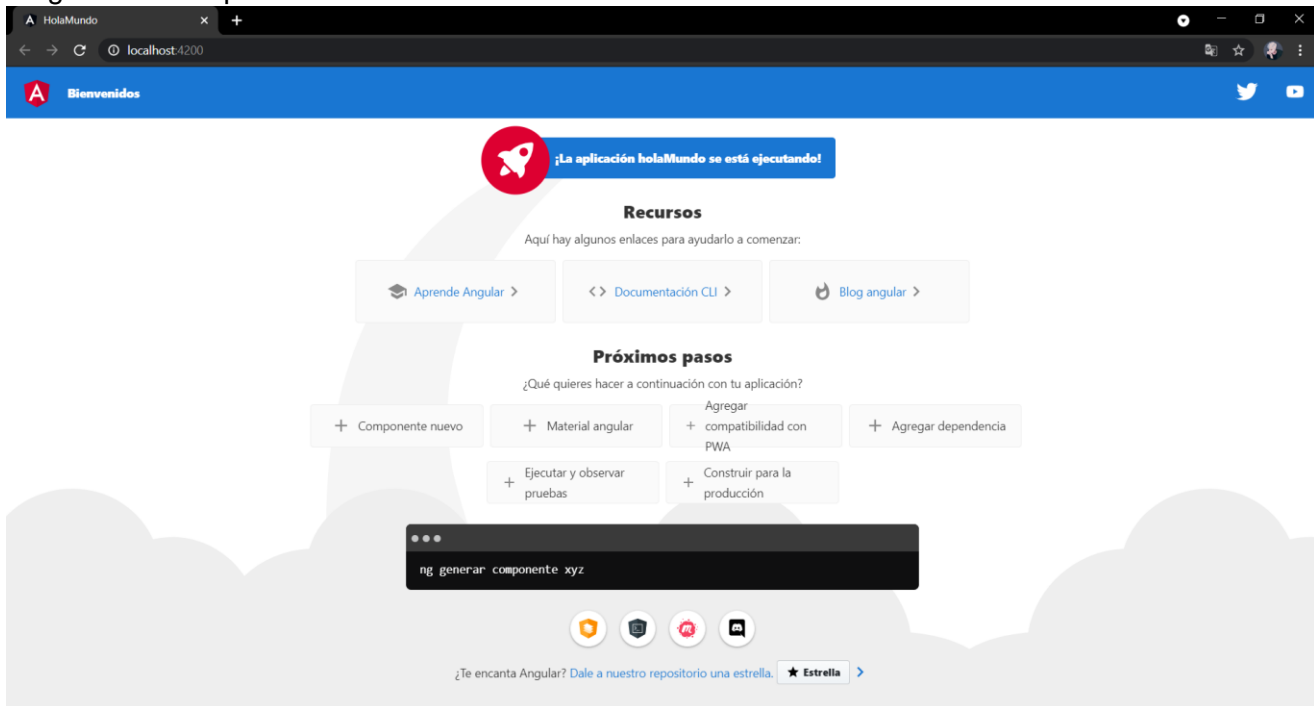 HolaMundo
localhost:4200
Bienvenidos
¡La aplicación holaMundo se está ejecutando!
Recursos
Aquí hay algunos enlaces para ayudarlo a comenzar:
Aprende Angular
Documentación CLI
Blog angular
Próximos pasos
¿Qué quieres hacer a continuación con tu aplicación?
Componente nuevo
Material angular
Agregar
compatibilidad con
PWA
Agregar dependencia
Ejecutar y observar
pruebas
Construir para la
producción
ng generar componente xyz
¿Te encanta Angular? Dale a nuestro repositorio una estrella. Estrella